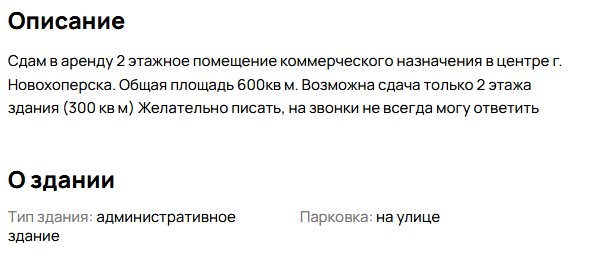 Описание
Сдам в аренду 2 этажное помещение коммерческого назначения в центре г.
Новохоперска. Общая площадь 600кв м. Возможна сдача только 2 этажа
здания (300 кв м) Желательно писать, на звонки не всегда могу ответить
О здании
Тип здания: административное здание
Парковка: на улице